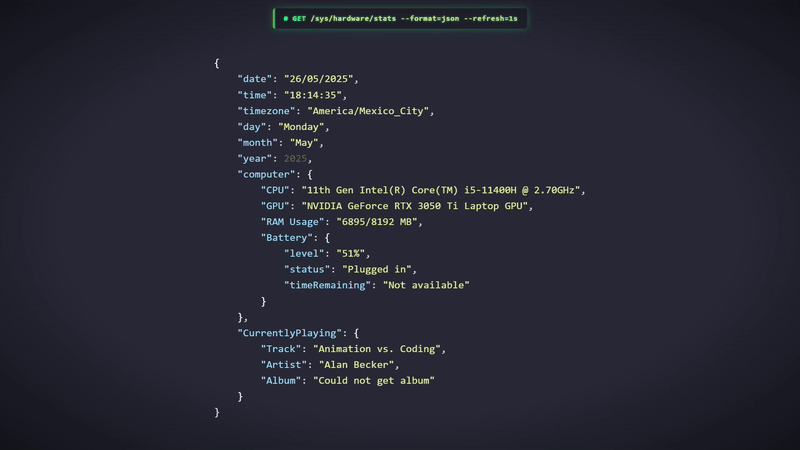 # GET /sys/hardware/stats --format=json --refresh=1s
{
"date": "26/05/2025",
"time": "18:14:35",
"timezone": "America/Mexico_City",
"day": "Monday",
"month": "May",
"year": 2025,
"computer": {
"CPU": "11th Gen Intel(R) Core(TM) i5-11400H @ 2.70GHz",
"GPU": "NVIDIA GeForce RTX 3050 Ti Laptop GPU",
"RAM Usage": "6895/8192 MB",
"Battery": {
"level": "51%",
"status": "Plugged in",
"timeRemaining": "Not available"
}
},
"CurrentlyPlaying": {
"Track": "Animation vs. Coding",
"Artist": "Alan Becker",
"Album": "Could not get album"
}
}